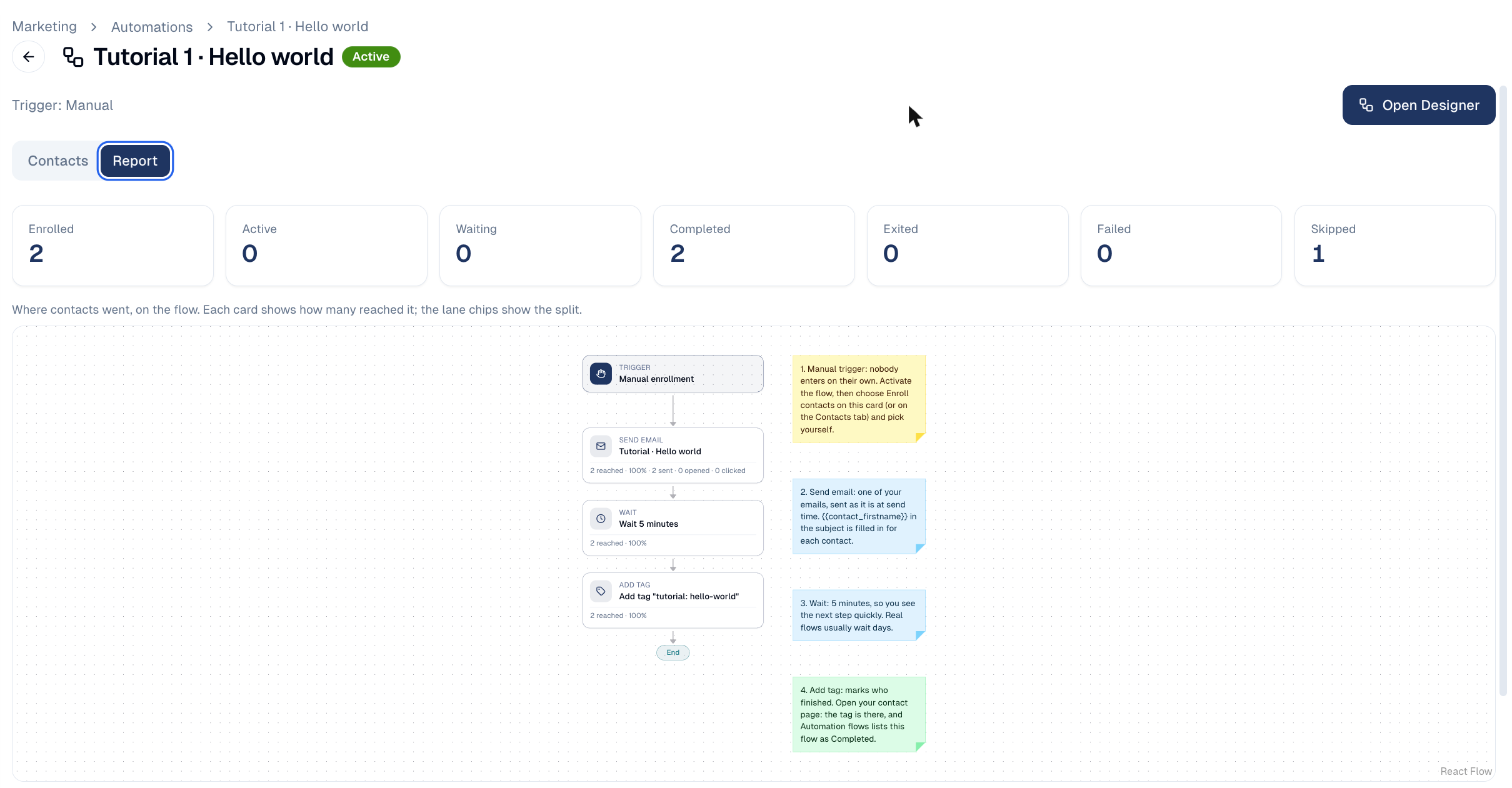 Marketing > Automations > Tutorial 1 · Hello world
Tutorial 1 · Hello world Active
Trigger: Manual
Open Designer
Contacts Report
Enrolled
2
Active
0
Waiting
0
Completed
2
Exited
0
Failed
0
Skipped
1
Where contacts went, on the flow. Each card shows how many reached it; the lane chips show the split.
TRIGGER
Manual enrollment
SEND EMAIL
Tutorial · Hello world
2 reached · 100% · 2 sent · 0 opened · 0 clicked
WAIT
Wait 5 minutes
2 reached · 100%
ADD TAG
Add tag "tutorial: hello-world"
2 reached · 100%
End
1. Manual trigger: nobody
enters on their own. Activate
the flow, then choose Enroll
contacts on this card (or on
the Contacts tab) and pick
yourself.
2. Send email: one of your
emails, sent as it is at send
time. {{contact_firstname}} in
the subject is filled in for
each contact.
3. Wait: 5 minutes, so you see
the next step quickly. Real
flows usually wait days.
4. Add tag: marks who
finished. Open your contact
page: the tag is there, and
Automation flows lists this
flow as Completed.
React Flow